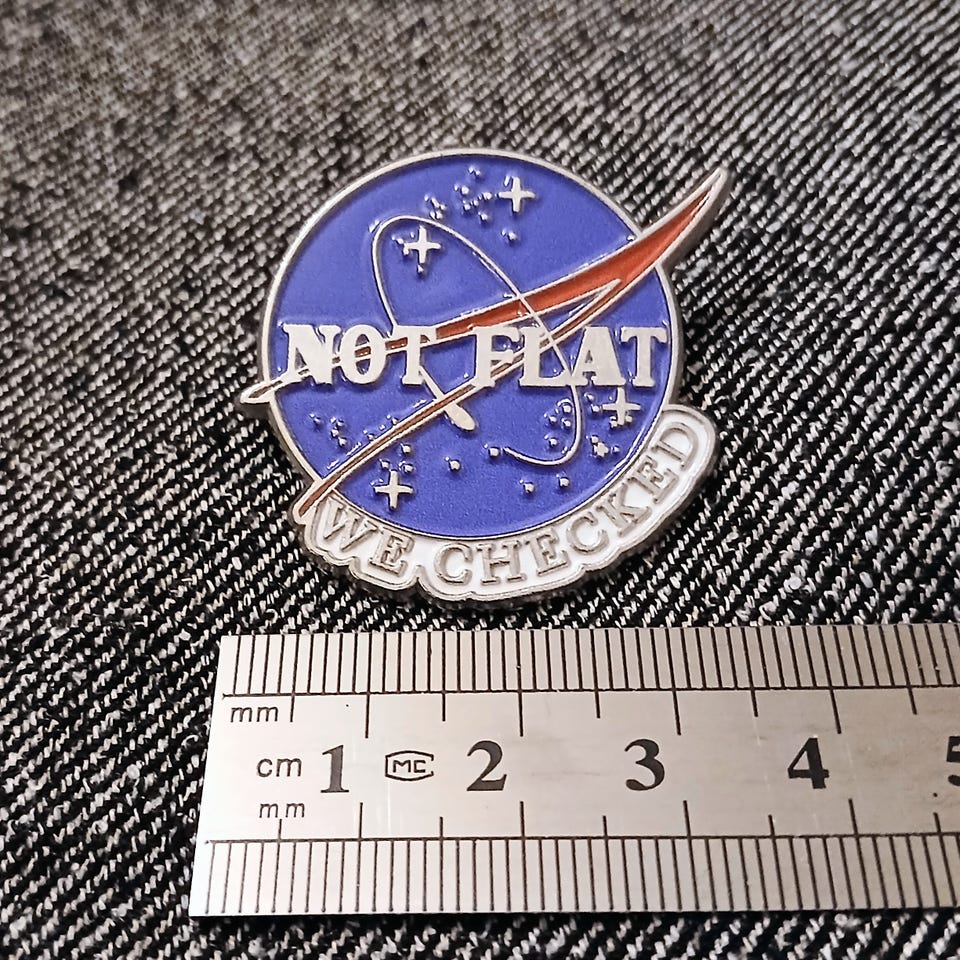 NOT FLAT
WE CHECKED
mm
cm 1 MC 2 3 4 5
mm